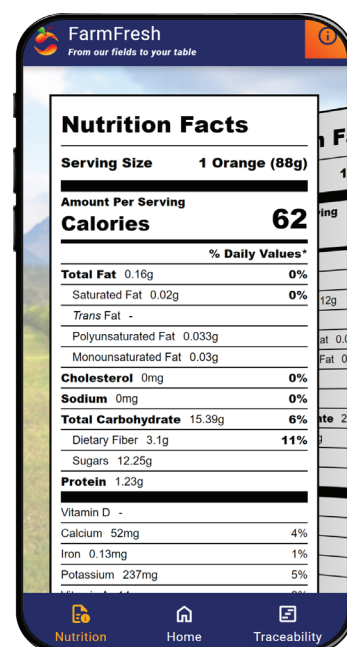 FarmFresh
From our fields to your table
Nutrition Facts
Serving Size 1 Orange (88g)
Amount Per Serving
Calories 62
% Daily Values*
Total Fat 0.16g 0%
Saturated Fat 0.02g 0%
Trans Fat -
Polyunsaturated Fat 0.033g
Monounsaturated Fat 0.03g
Cholesterol 0mg 0%
Sodium 0mg 0%
Total Carbohydrate 15.39g 6%
Dietary Fiber 3.1g 11%
Sugars 12.25g
Protein 1.23g
Vitamin D -
Calcium 52mg 4%
Iron 0.13mg 1%
Potassium 237mg 5%
Nutrition
Home
Traceability